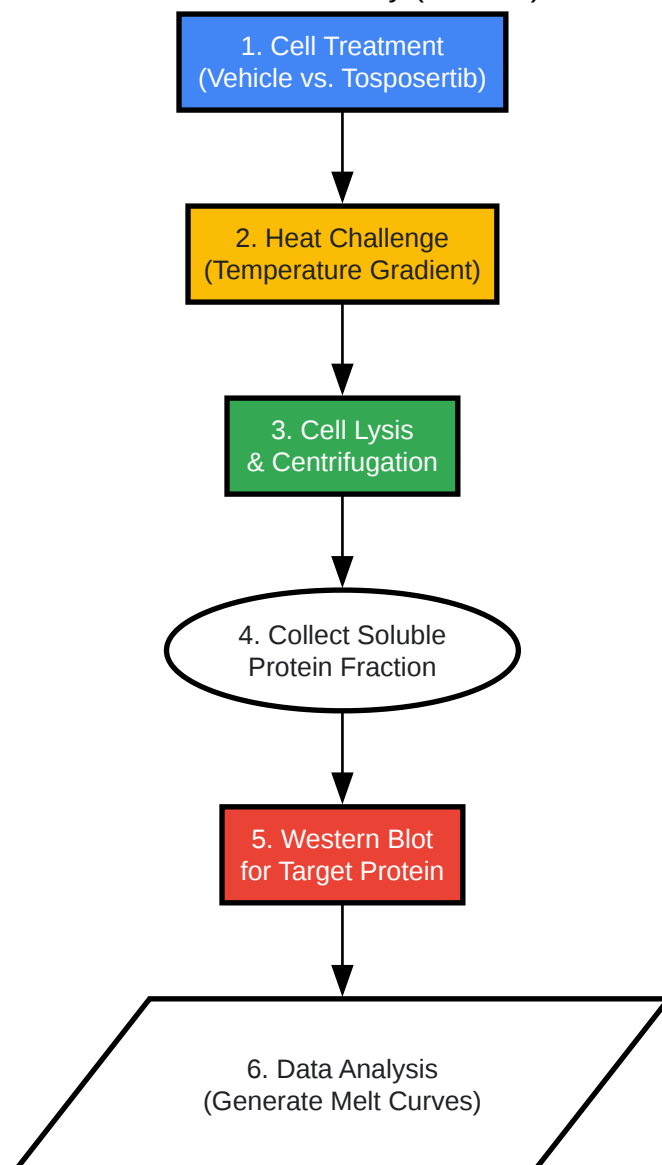 1. Cell Treatment
(Vehicle vs. Tosposertib)
2. Heat Challenge
(Temperature Gradient)
3. Cell Lysis
& Centrifugation
4. Collect Soluble
Protein Fraction
5. Western Blot
for Target Protein
6. Data Analysis
(Generate Melt Curves)